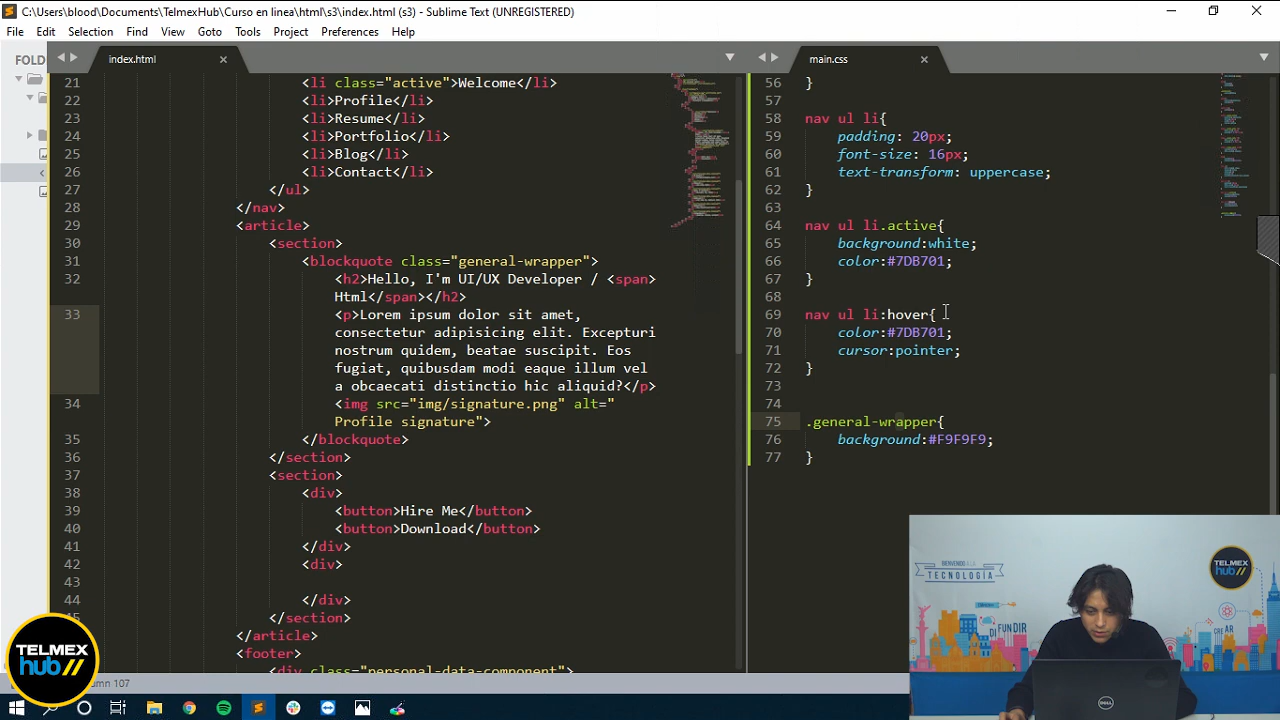 C:\Users\blood\Documents\TelmexHub\Curso en linea\html\s3\index.html (s3) - Sublime Text (UNREGISTERED)
File Edit Selection Find View Goto Tools Project Preferences Help
FOLD
index.html
21 <li class="active">Welcome</li>
22 <li>Profile</li>
23 <li>Resume</li>
24 <li>Portfolio</li>
25 <li>Blog</li>
26 <li>Contact</li>
27 </ul>
28 </nav>
29 <article>
30 <section>
31 <blockquote class="general-wrapper">
32 <h2>Hello, I'm UI/UX Developer / <span>
Html</span></h2>
33 <p>Lorem ipsum dolor sit amet,
consectetur adipisicing elit. Excepturi
nostrum quidem, beatae suscipit. Eos
fugiat, quibusdam modi eaque illum vel
a obcaecati distinctio hic aliquid?</p>
34 <img src="img/signature.png" alt="
Profile signature">
35 </blockquote>
36 </section>
37 <section>
38 <div>
39 <button>Hire Me</button>
40 <button>Download</button>
41 </div>
42 <div>
43
44 </div>
</section>
</article>
<footer>
<div class="personal-data-component">
main.css
56 }
57
58 nav ul li{
59 padding: 20px;
60 font-size: 16px;
61 text-transform: uppercase;
62 }
63
64 nav ul li.active{
65 background:white;
66 color:#7DB701;
67 }
68
69 nav ul li:hover{
70 color:#7DB701;
71 cursor:pointer;
72 }
73
74
75 .general-wrapper{
76 background:#F9F9F9;
77 }
BIENVENIDO A LA
TECNOLOGÍA
DI FUN DIR
CRE AR
TELMEX
hub//
DELL
TELMEX
hub//
umn 107